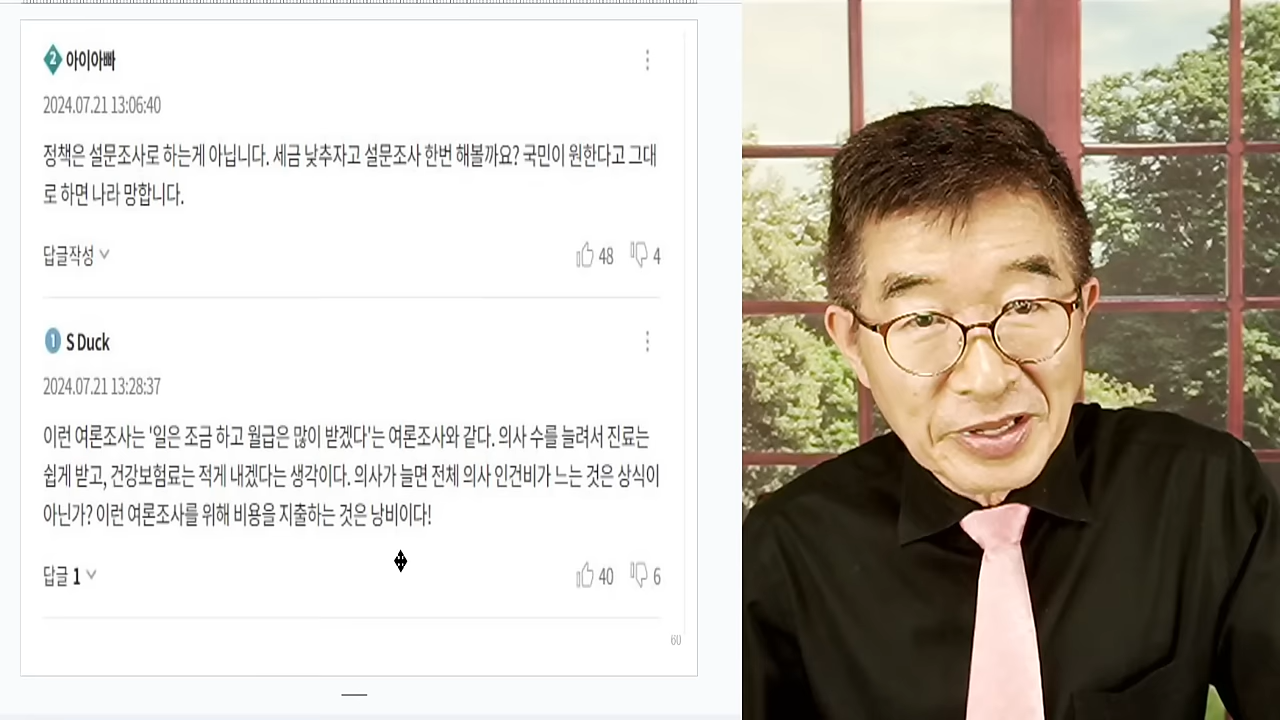 2 아이아빠
2024.07.21 13:06:40
정책은 설문조사로 하는게 아닙니다. 세금 낮추자고 설문조사 한번 해볼까요? 국민이 원한다고 그대
로 하면 나라 망합니다.
답글작성
48 4
1 S Duck
2024.07.21 13:28:37
이런 여론조사는 '일은 조금 하고 월급은 많이 받겠다'는 여론조사와 같다. 의사 수를 늘려서 진료는
쉽게 받고, 건강보험료는 적게 내겠다는 생각이다. 의사가 늘면 전체 의사 인건비가 느는 것은 상식이
아닌가? 이런 여론조사를 위해 비용을 지출하는 것은 낭비이다!
답글 1
40 6
60